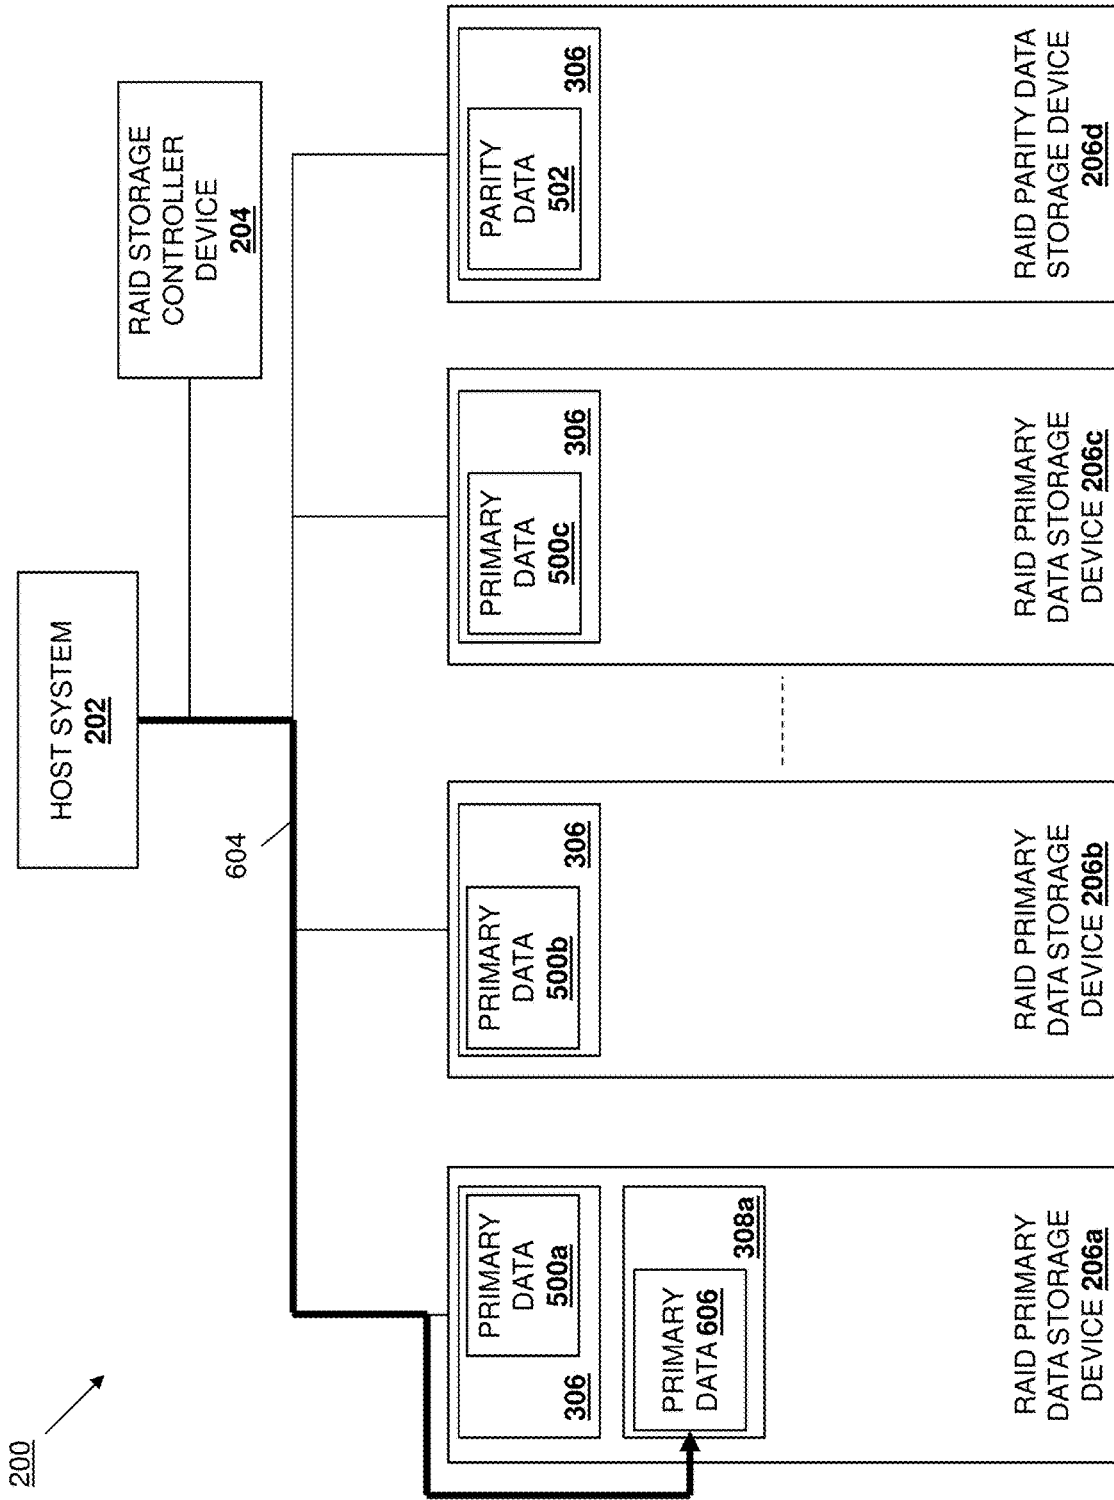 200
HOST SYSTEM
202
RAID STORAGE
CONTROLLER
DEVICE
204
604
PRIMARY
DATA
500a
306
PRIMARY
DATA 606
308a
RAID PRIMARY
DATA STORAGE
DEVICE 206a
PRIMARY
DATA
500b
306
RAID PRIMARY
DATA STORAGE
DEVICE 206b
PRIMARY
DATA
500c
306
RAID PRIMARY
DATA STORAGE
DEVICE 206c
PARITY
DATA
502
306
RAID PARITY DATA
STORAGE DEVICE
206d